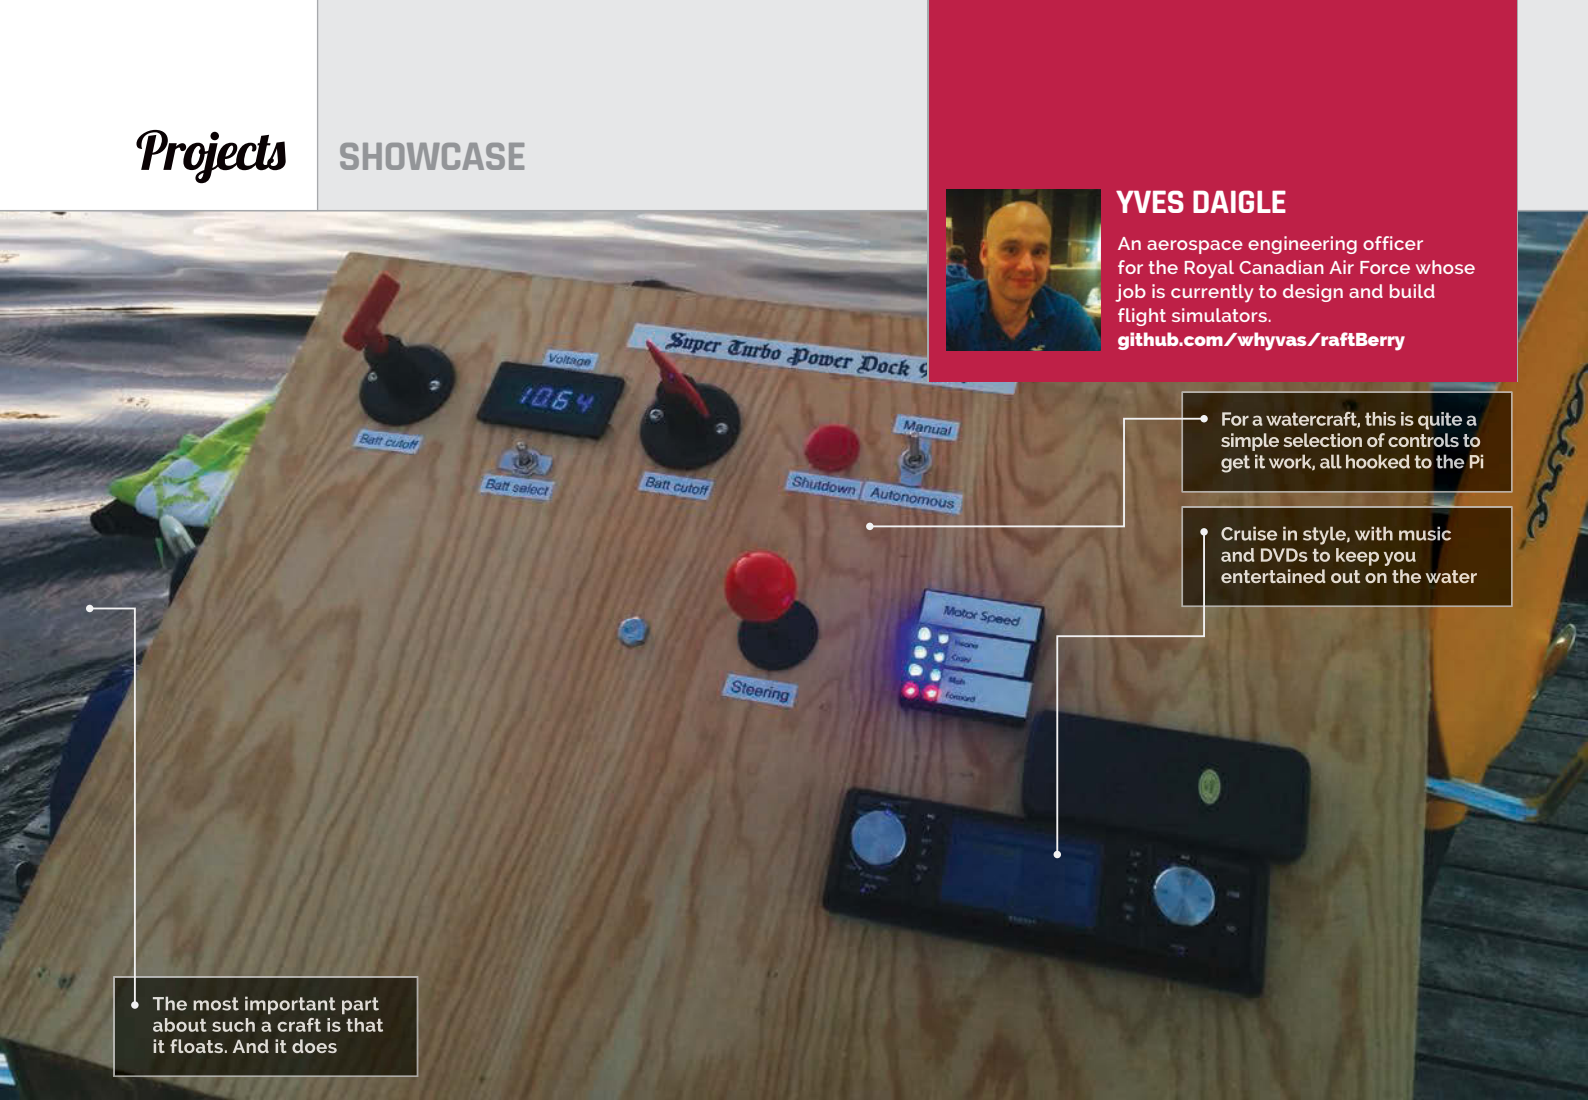 Projects
SHOWCASE
YVES DAIGLE
An aerospace engineering officer
for the Royal Canadian Air Force whose
job is currently to design and build
flight simulators.
github.com/whyvas/raftBerry
Super Turbo Power Dock
Voltage
10.64
Batt cutoff
Batt select
Batt cutoff
Shutdown
Manual
Autonomous
For a watercraft, this is quite a
simple selection of controls to
get it work, all hooked to the Pi
Cruise in style, with music
and DVDs to keep you
entertained out on the water
Steering
Motor Speed
Insane
Cruise
High
Forward
The most important part
about such a craft is that
it floats. And it does